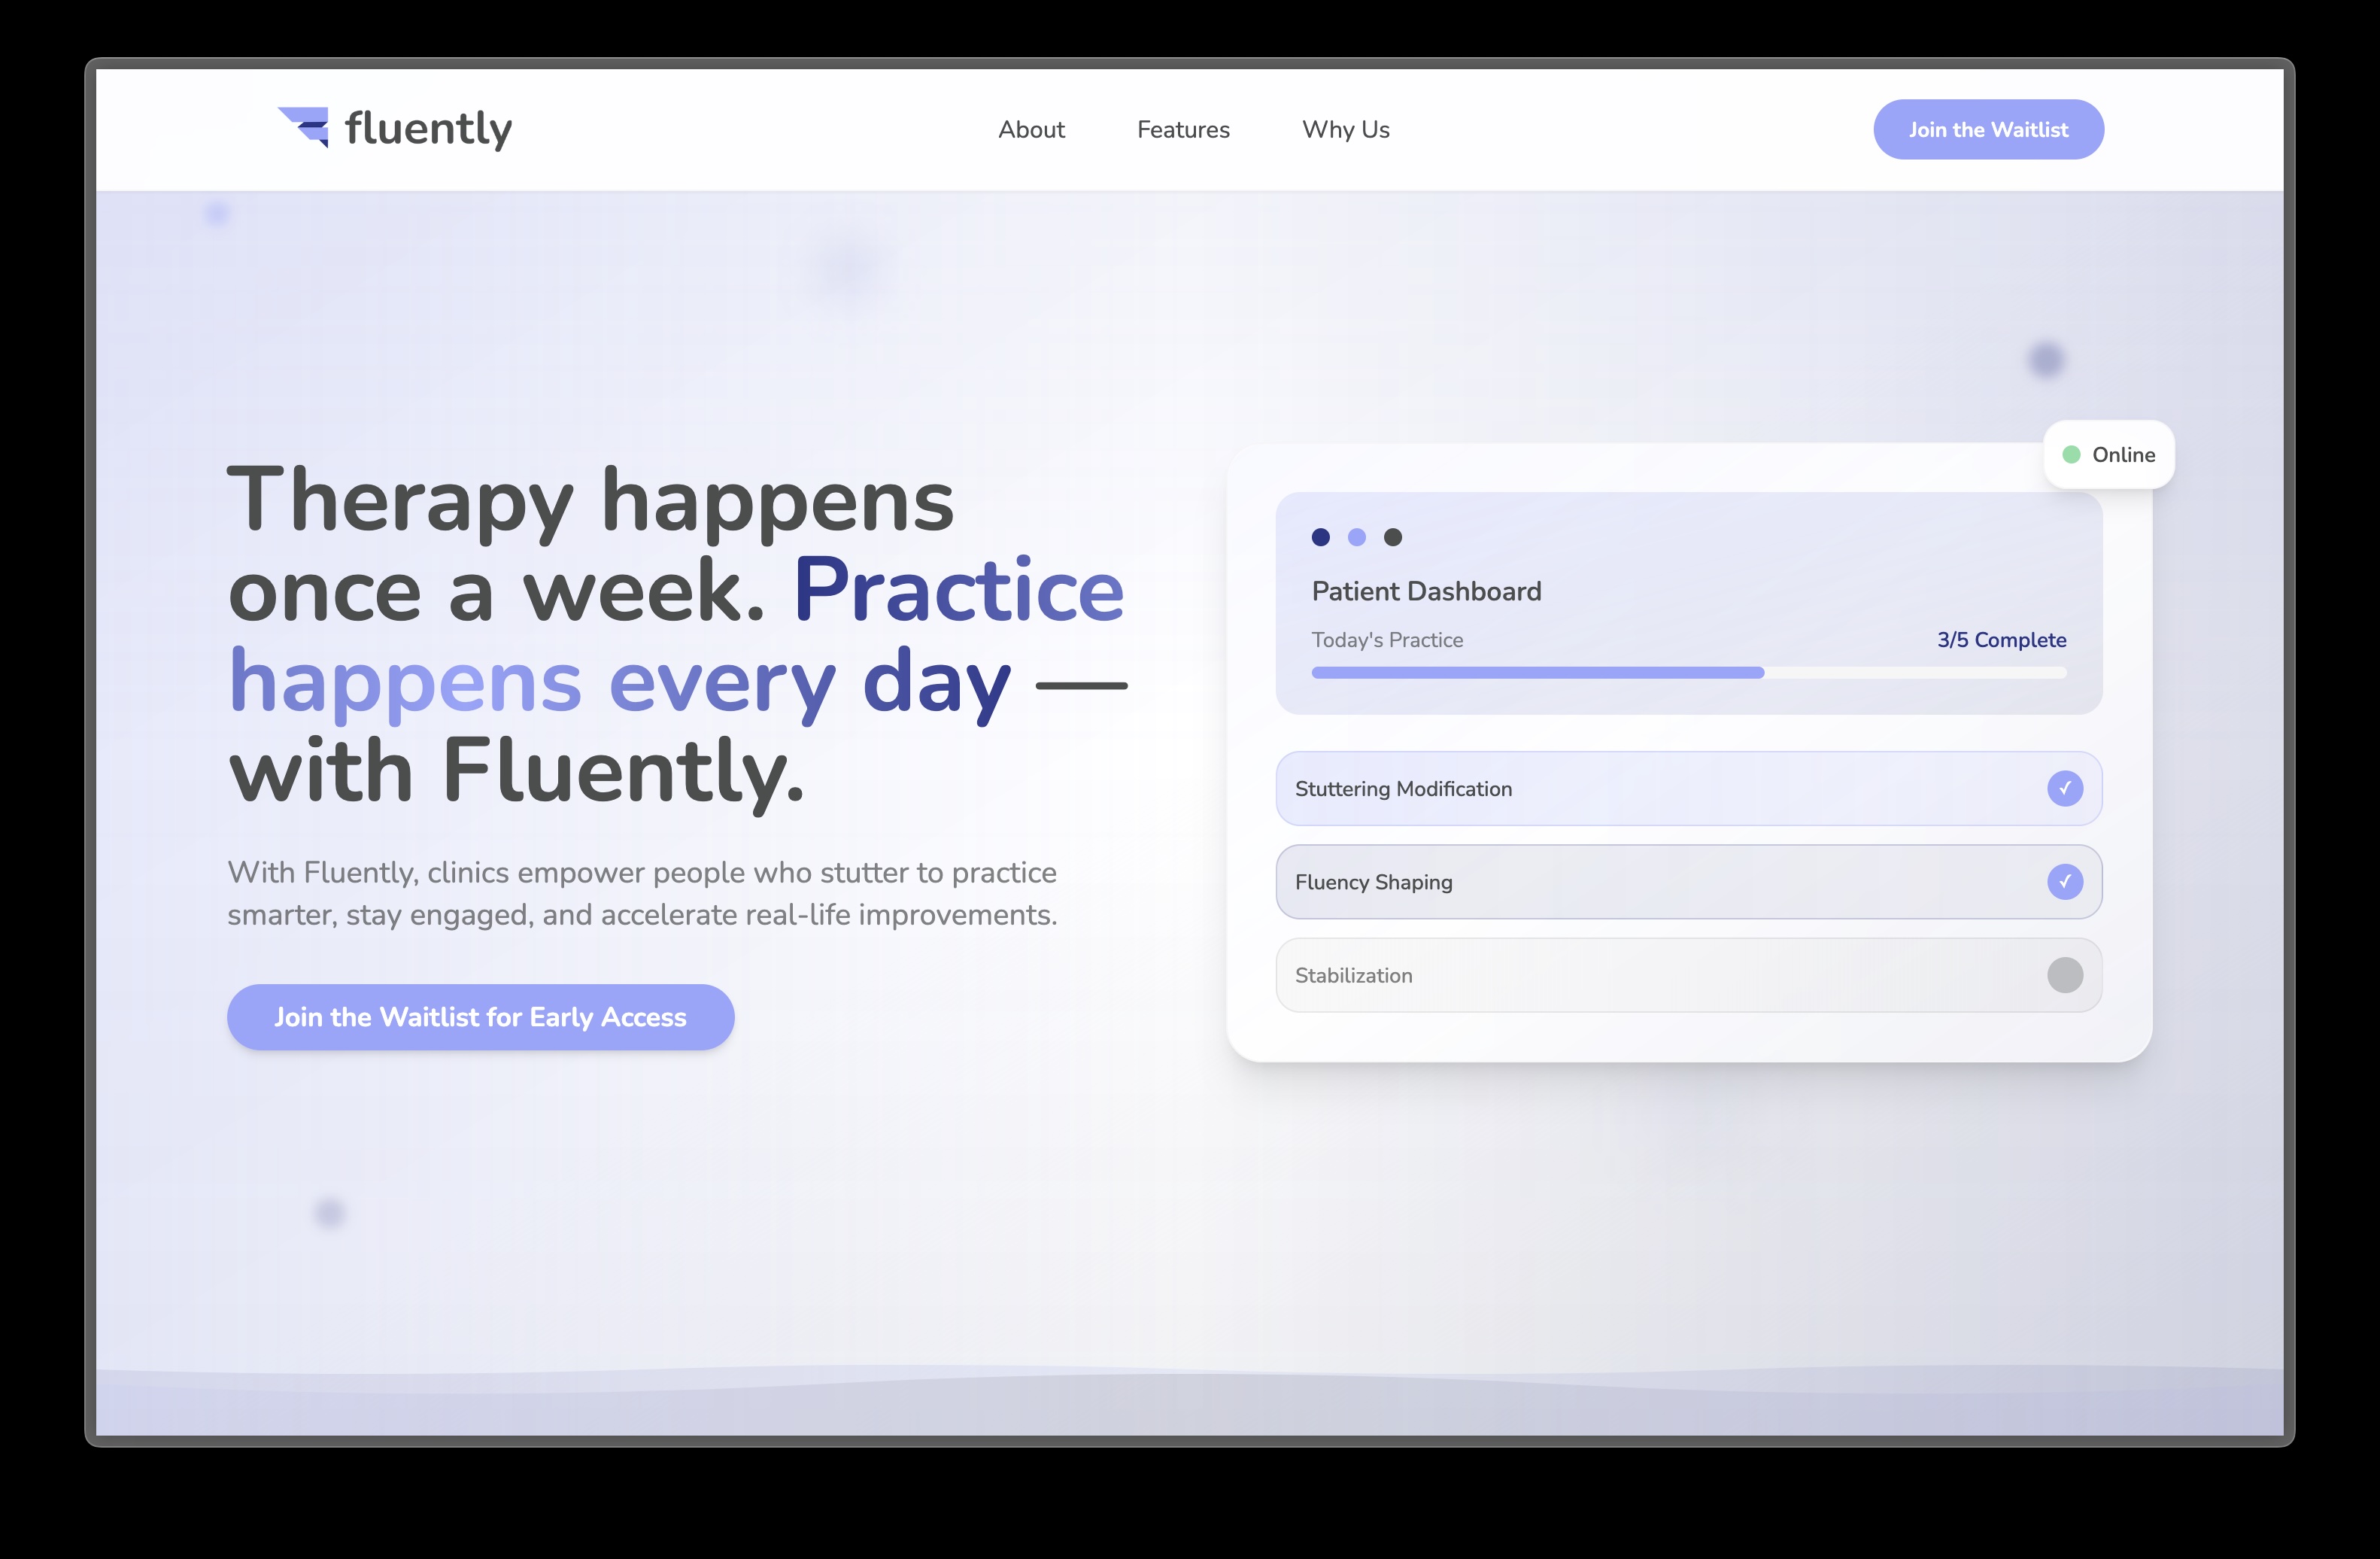 fluently
About
Features
Why Us
Join the Waitlist
Therapy happens
once a week. Practice
happens every day —
with Fluently.
With Fluently, clinics empower people who stutter to practice
smarter, stay engaged, and accelerate real-life improvements.
Join the Waitlist for Early Access
Online
Patient Dashboard
Today's Practice
3/5 Complete
Stuttering Modification
Fluency Shaping
Stabilization